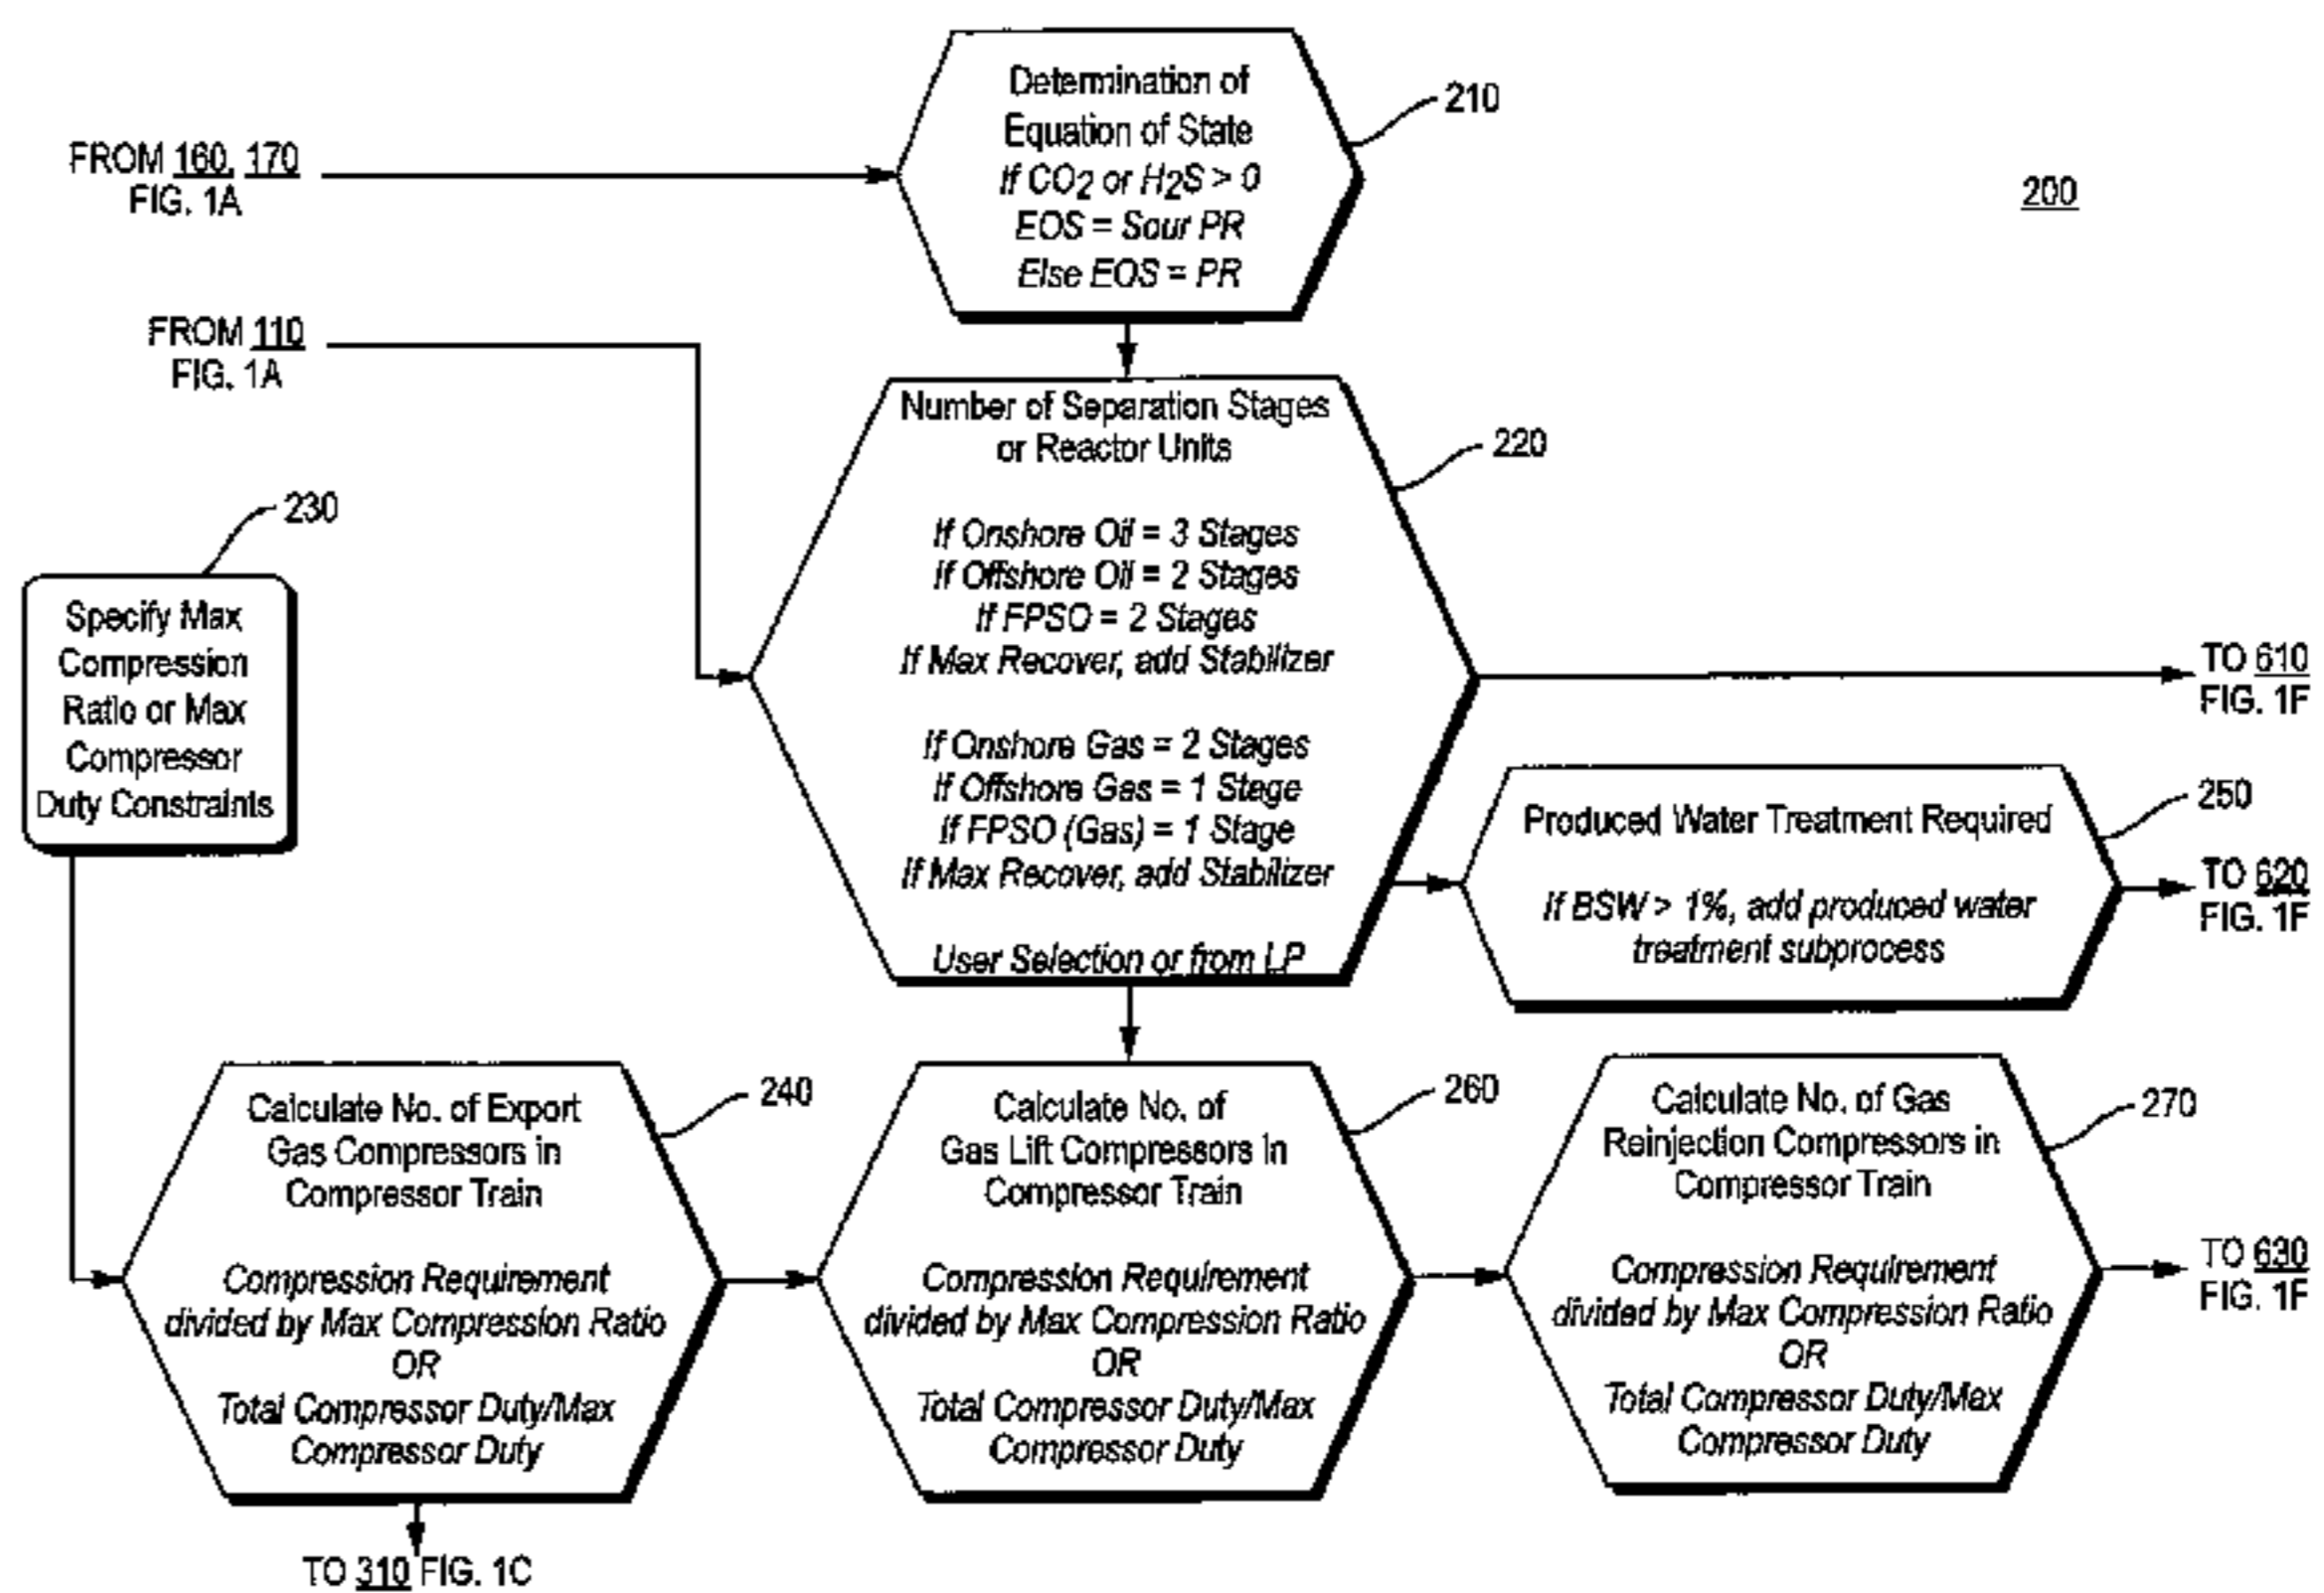 Determination of
Equation of State
If CO2 or H2S > 0
EOS = Sour PR
Else EOS = PR
210
FROM 160, 170
FIG. 1A
200
FROM 110
FIG. 1A
Number of Separation Stages
or Reactor Units
If Onshore Oil = 3 Stages
If Offshore Oil = 2 Stages
If FPSO = 2 Stages
If Max Recover, add Stabilizer
If Onshore Gas = 2 Stages
If Offshore Gas = 1 Stage
If FPSO (Gas) = 1 Stage
If Max Recover, add Stabilizer
User Selection or from LP
220
230
Specify Max
Compression
Ratio or Max
Compressor
Duty Constraints
TO 610
FIG. 1F
Produced Water Treatment Required
If BSW > 1%, add produced water
treatment subprocess
250
TO 620
FIG. 1F
Calculate No. of Export
Gas Compressors in
Compressor Train
Compression Requirement
divided by Max Compression Ratio
OR
Total Compressor Duty/Max
Compressor Duty
240
TO 310 FIG. 1C
Calculate No. of
Gas Lift Compressors in
Compressor Train
Compression Requirement
divided by Max Compression Ratio
OR
Total Compressor Duty/Max
Compressor Duty
260
Calculate No. of Gas
Reinjection Compressors in
Compressor Train
Compression Requirement
divided by Max Compression Ratio
OR
Total Compressor Duty/Max
Compressor Duty
270
TO 630
FIG. 1F